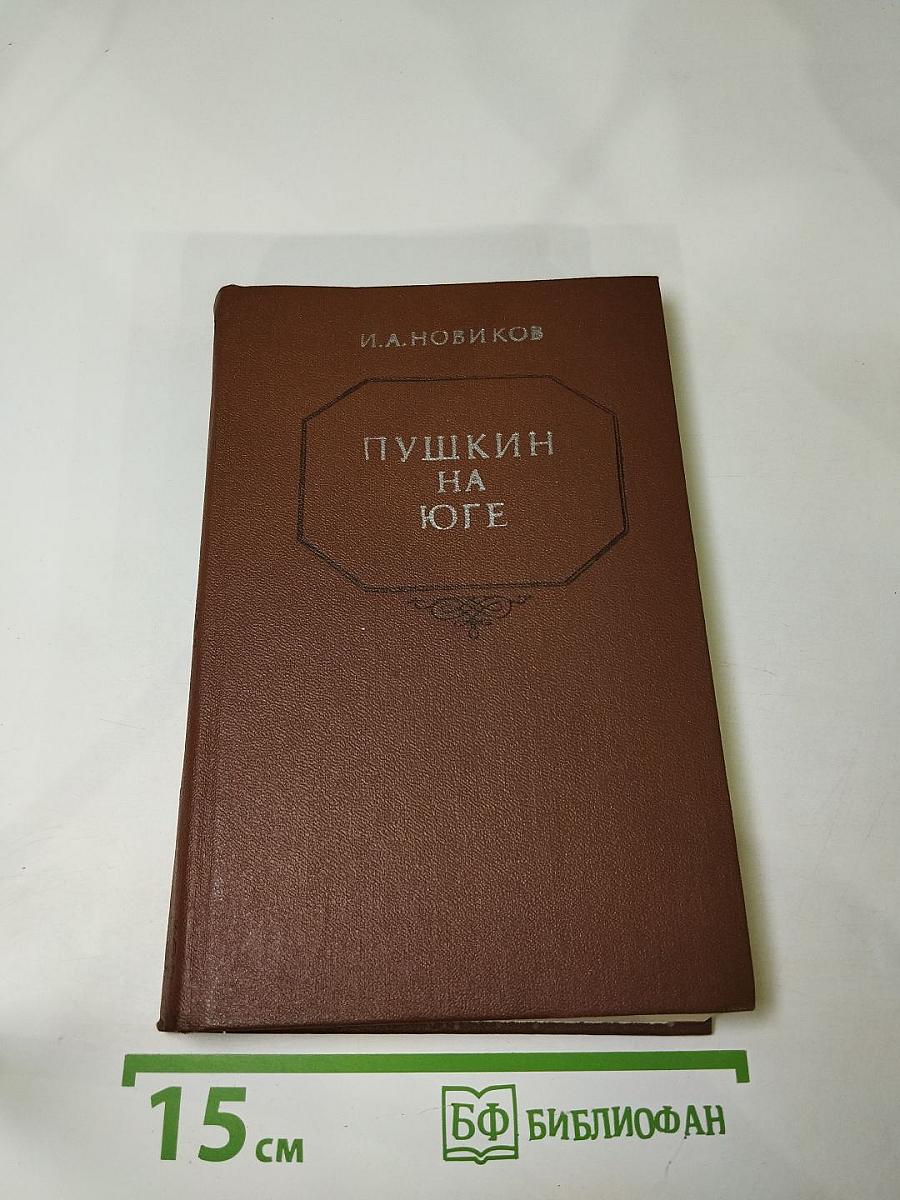 И.А.НОВИКОВ
ПУШКИН
НА
ЮГЕ
15 см
БФ БИБЛИОФАН